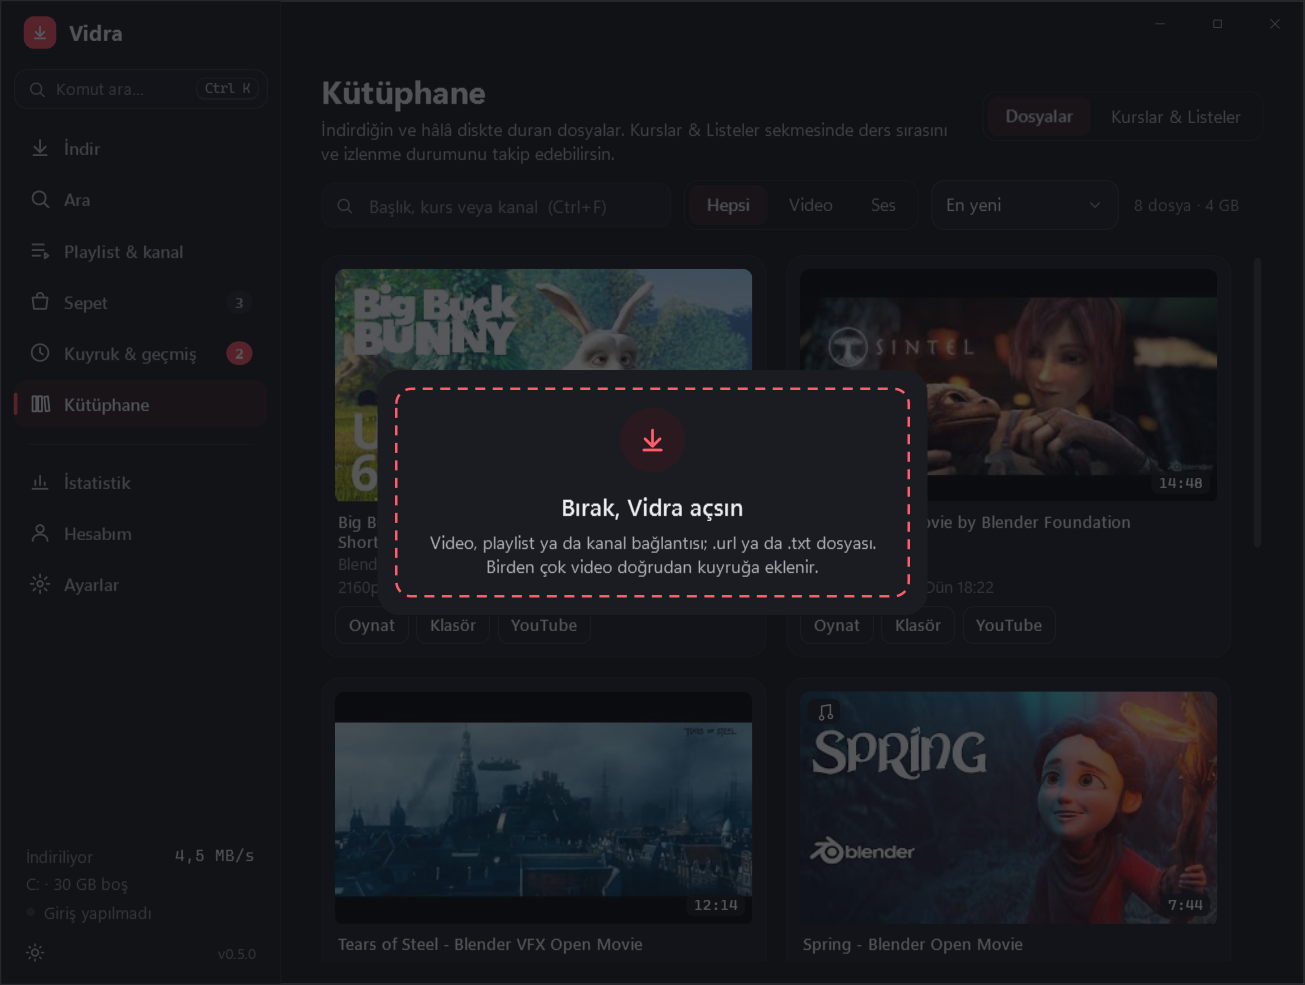 Vidra
Komut ara... Ctrl K
İndir
Ara
Playlist & kanal
Sepet 3
Kuyruk & geçmiş 2
Kütüphane
İstatistik
Hesabım
Ayarlar
İndiriliyor 4,5 MB/s
C: · 30 GB boş
Giriş yapılmadı
v0.5.0
Kütüphane
İndirdiğin ve hâlâ diskte duran dosyalar. Kurslar & Listeler sekmesinde ders sırasını
ve izlenme durumunu takip edebilirsin.
Dosyalar Kurslar & Listeler
Başlık, kurs veya kanal (Ctrl+F)
Hepsi Video Ses
En yeni
8 dosya · 4 GB
Big Buck
BUNNY
SINTEL
14:48
Bırak, Vidra açsın
Video, playlist ya da kanal bağlantısı; .url ya da .txt dosyası.
Birden çok video doğrudan kuyruğa eklenir.
Big
Short
by Blender Foundation
2160p
Dün 18:22
Oynat Klasör YouTube
Oynat Klasör YouTube
TEARS OF STEEL
12:14
Tears of Steel - Blender VFX Open Movie
SPRING
blender
7:44
Spring - Blender Open Movie